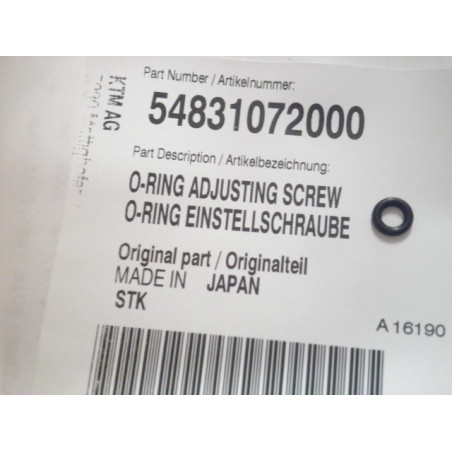 Part Number / Artikelnummer:
54831072000
Part Description / Artikelbezeichnung:
O-RING ADJUSTING SCREW
O-RING EINSTELLSCHRAUBE
Original part / Originalteil
MADE IN JAPAN
STK
A 16190
KTM AG